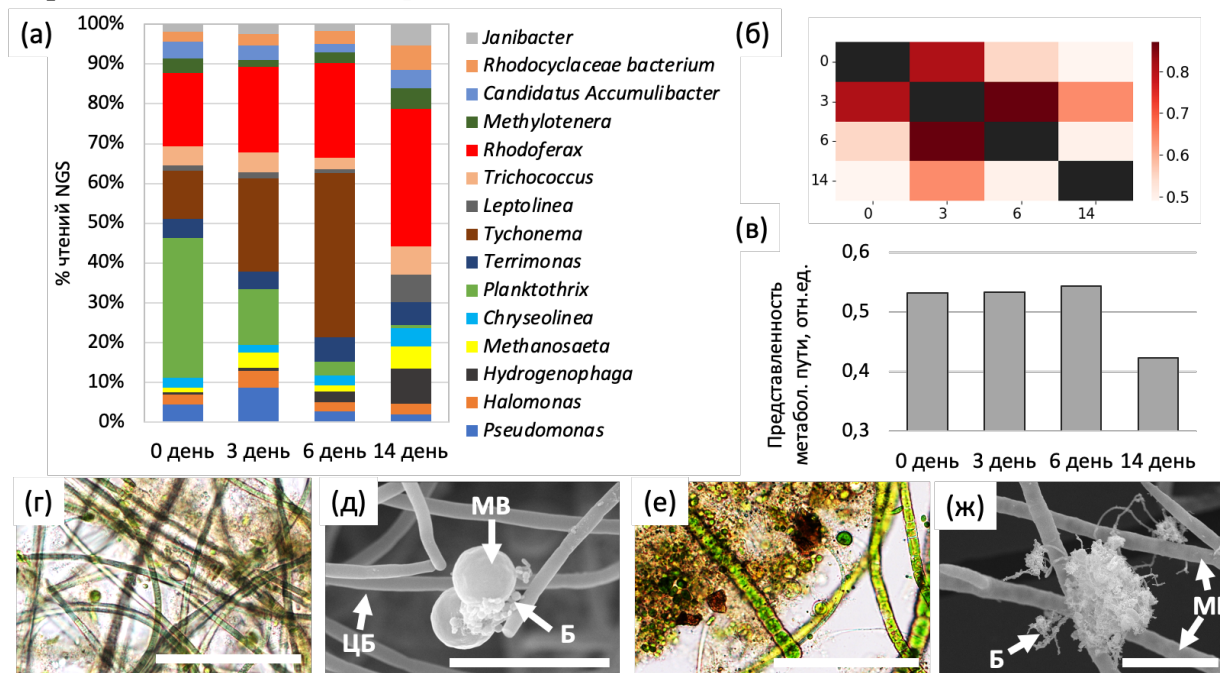 (а)
100%
90%
80%
70%
60%
50%
40%
30%
20%
10%
0%
% чтений NGS
0 день
3 день
6 день
14 день
Janibacter
Rhodocyclaceae bacterium
Candidatus Accumulibacter
Methylotenera
Rhodoferax
Trichococcus
Leptolinea
Tychonema
Terrimonas
Planktothrix
Chryseolinea
Methanosaeta
Hydrogenophaga
Halomonas
Pseudomonas
(б)
0
3
6
14
0
3
6
14
0.8
0.7
0.6
0.5
(в)
Представленность
метабол. пути, отн.ед.
0,6
0,5
0,4
0,3
0 день
3 день
6 день
14 день
(г)
(д)
МВ
ЦБ
Б
(е)
(ж)
Б